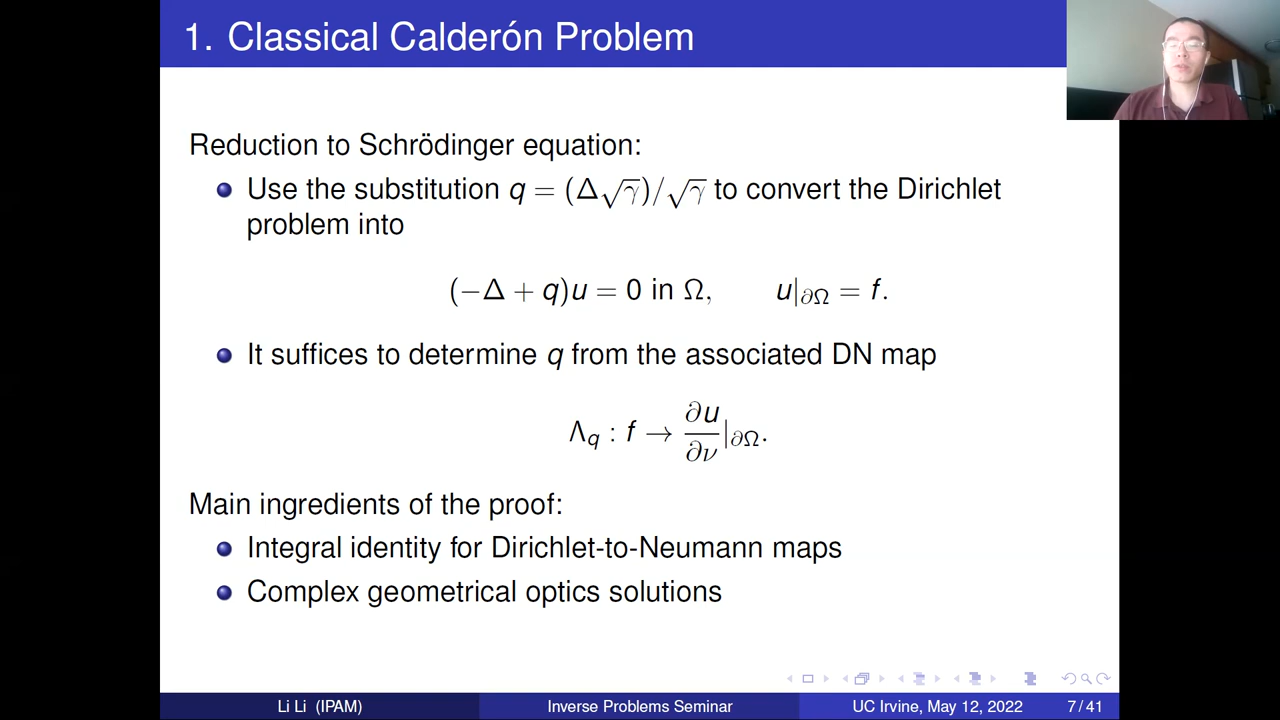 1. Classical Calderón Problem
Reduction to Schrödinger equation:
Use the substitution q = (Δ√γ)/√γ to convert the Dirichlet
problem into
(−Δ + q)u = 0 in Ω, u|∂Ω = f.
It suffices to determine q from the associated DN map
Λq : f → ∂u/∂ν|∂Ω.
Main ingredients of the proof:
Integral identity for Dirichlet-to-Neumann maps
Complex geometrical optics solutions
Li Li (IPAM) Inverse Problems Seminar UC Irvine, May 12, 2022 7 / 41